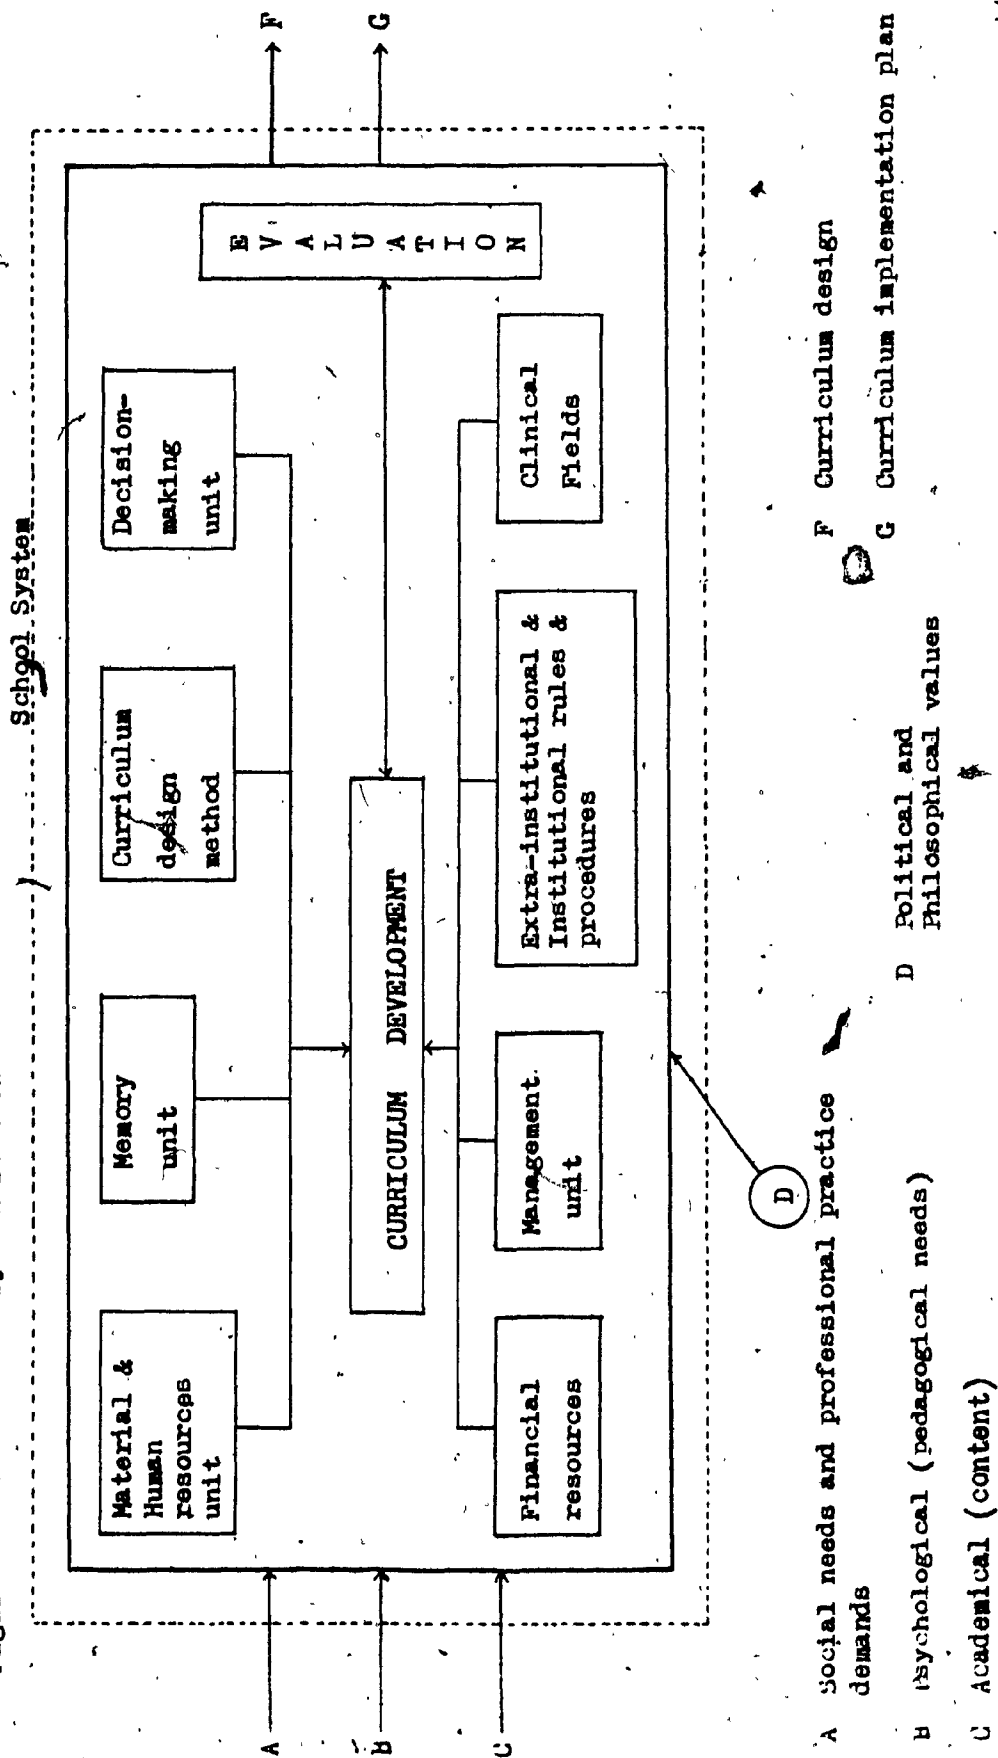 School System
Material &
Human
resources
unit
Memory
unit
Curriculum
design
method
Decision-
making
unit
CURRICULUM DEVELOPMENT
EVALUATION
Financial
resources
Management
unit
Extra-institutional &
Institutional rules &
procedures
Clinical
Fields
A
B
C
D
F
G
A Social needs and professional practice
demands
B Psychological (pedagogical needs)
C Academical (content)
D Political and
Philosophical values
F Curriculum design
G Curriculum implementation plan